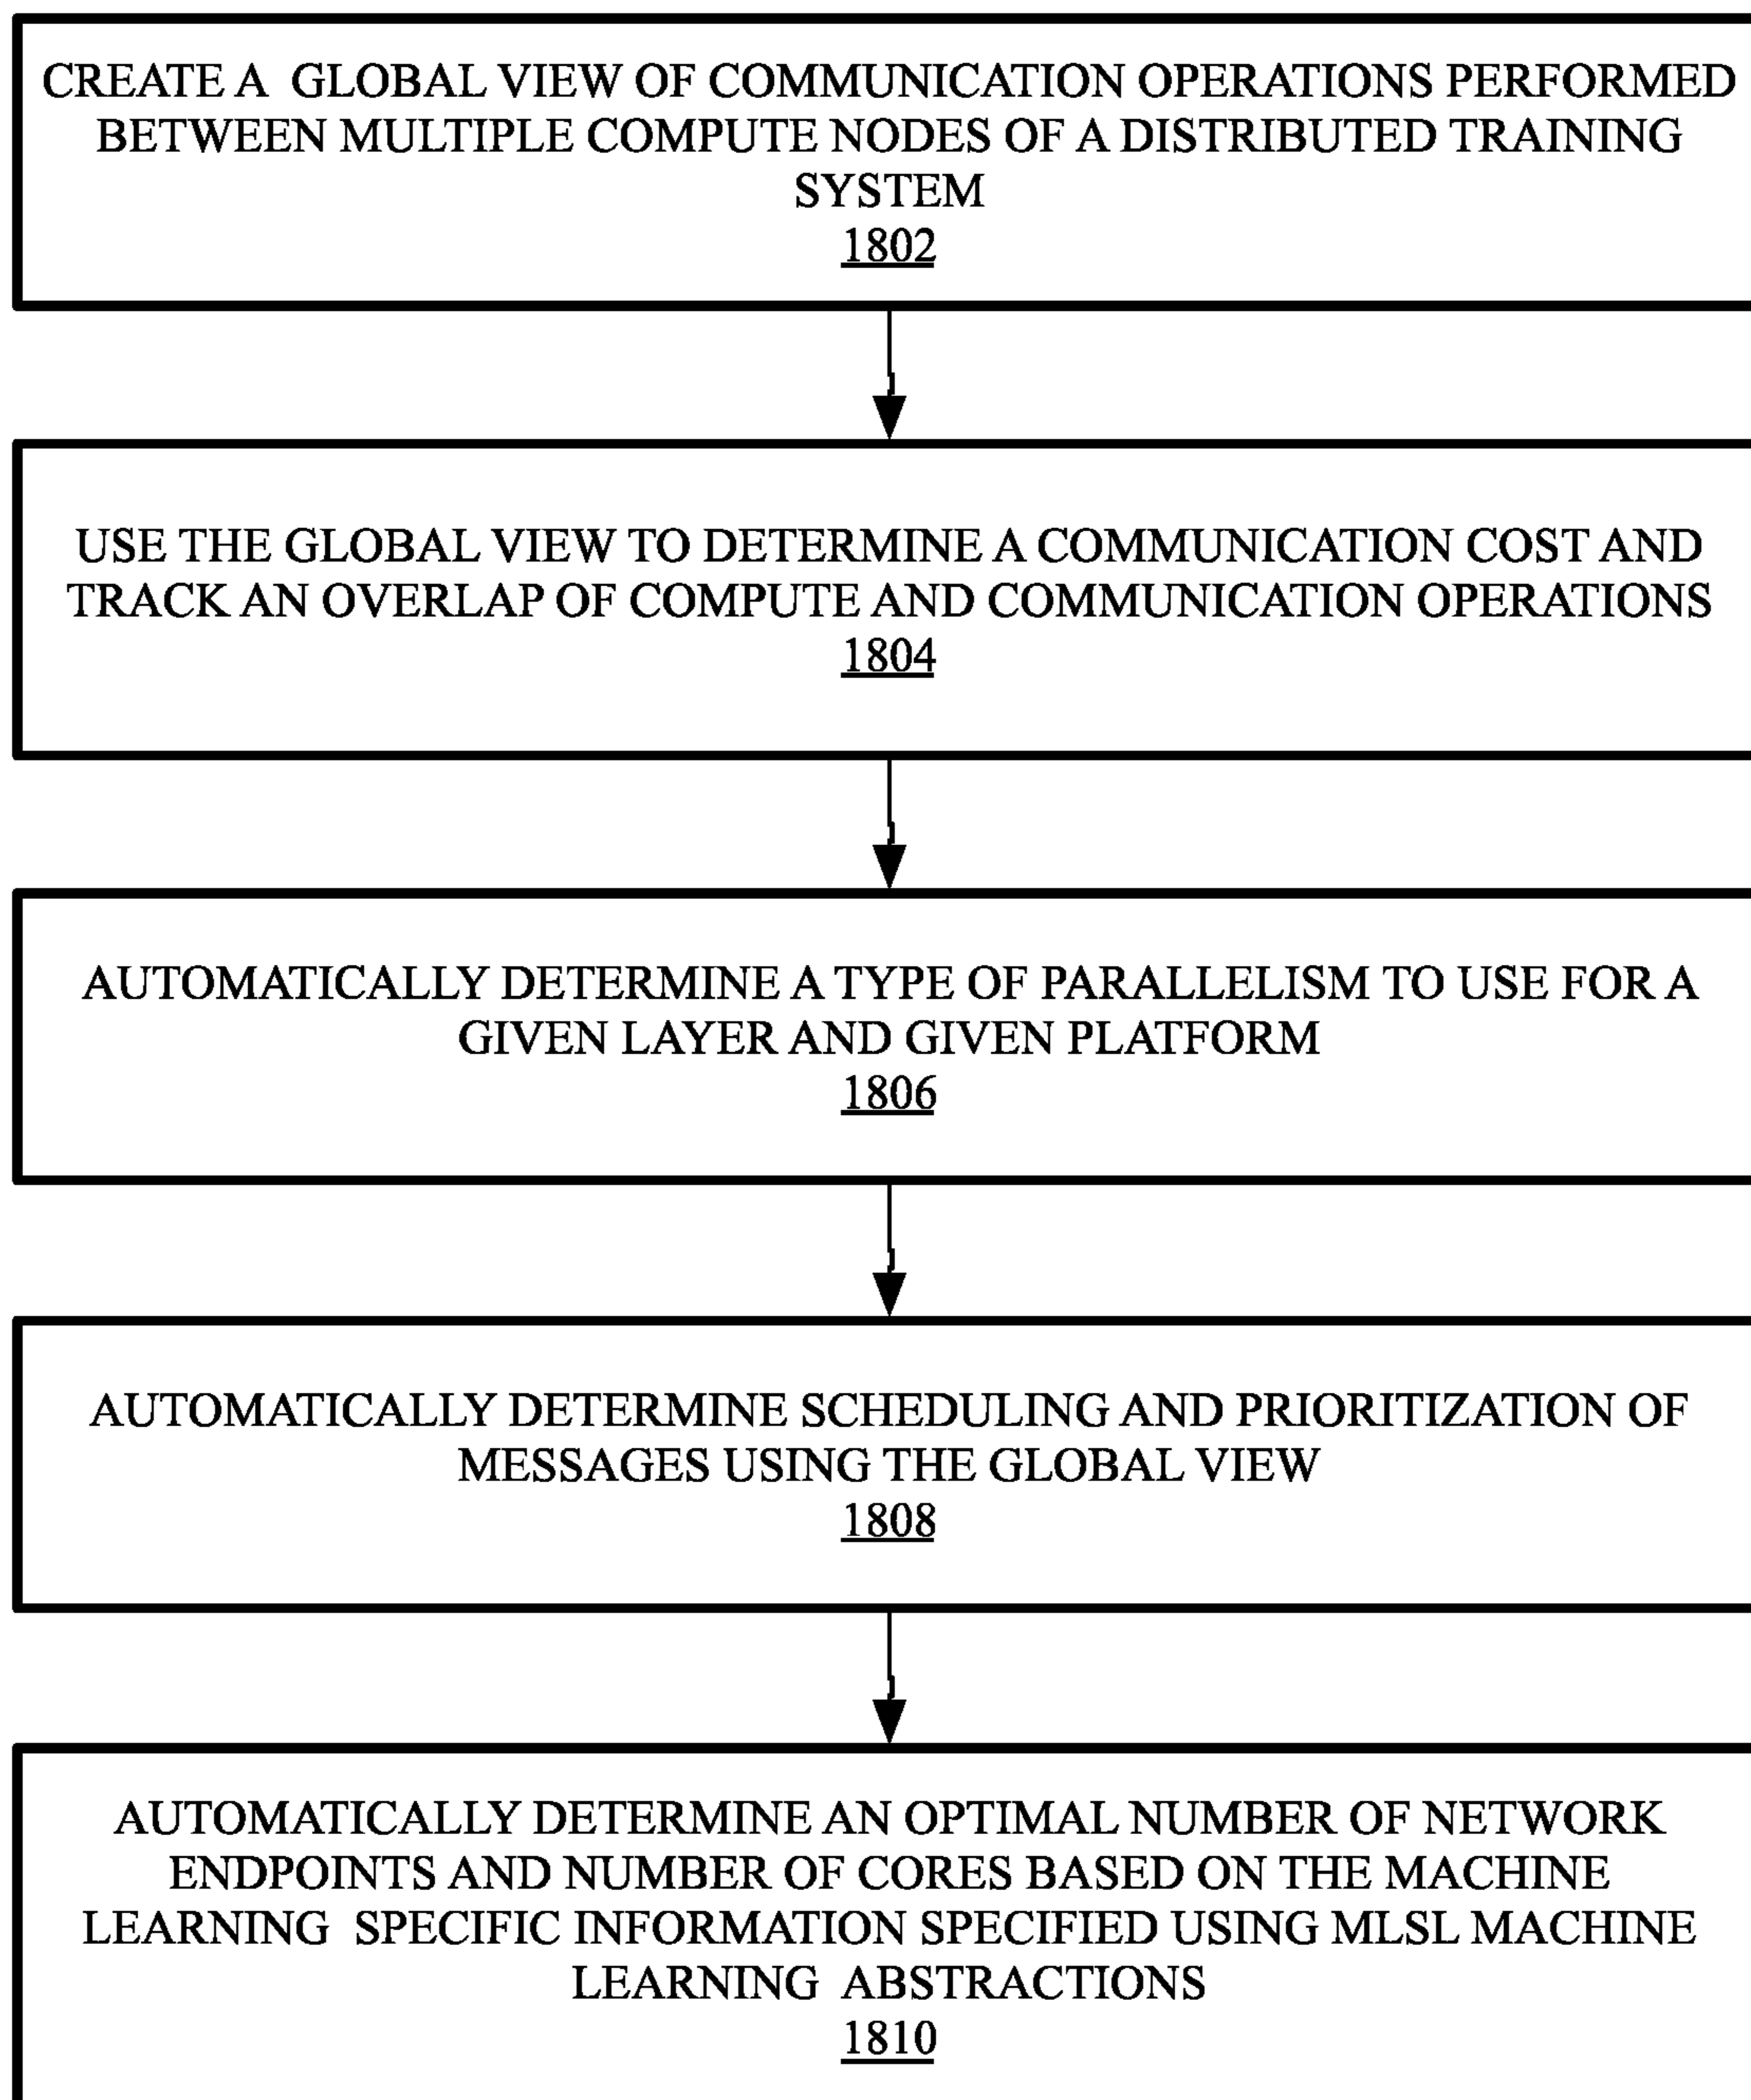 CREATE A GLOBAL VIEW OF COMMUNICATION OPERATIONS PERFORMED
BETWEEN MULTIPLE COMPUTE NODES OF A DISTRIBUTED TRAINING
SYSTEM
1802
USE THE GLOBAL VIEW TO DETERMINE A COMMUNICATION COST AND
TRACK AN OVERLAP OF COMPUTE AND COMMUNICATION OPERATIONS
1804
AUTOMATICALLY DETERMINE A TYPE OF PARALLELISM TO USE FOR A
GIVEN LAYER AND GIVEN PLATFORM
1806
AUTOMATICALLY DETERMINE SCHEDULING AND PRIORITIZATION OF
MESSAGES USING THE GLOBAL VIEW
1808
AUTOMATICALLY DETERMINE AN OPTIMAL NUMBER OF NETWORK
ENDPOINTS AND NUMBER OF CORES BASED ON THE MACHINE
LEARNING SPECIFIC INFORMATION SPECIFIED USING MLSL MACHINE
LEARNING ABSTRACTIONS
1810